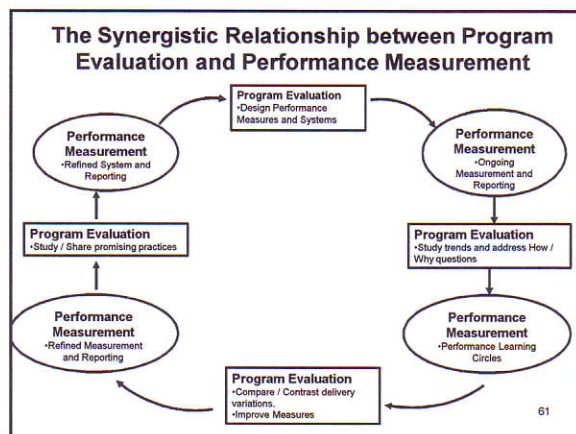 The Synergistic Relationship between Program
Evaluation and Performance Measurement
Program Evaluation
•Design Performance
Measures and Systems
Performance
Measurement
•Ongoing
Measurement and
Reporting
Program Evaluation
•Study trends and address How /
Why questions
Performance
Measurement
•Performance Learning
Circles
Program Evaluation
•Compare / Contrast delivery
variations.
•Improve Measures
Performance
Measurement
•Refined Measurement
and Reporting
Program Evaluation
•Study / Share promising practices
Performance
Measurement
•Refined System and
Reporting
61